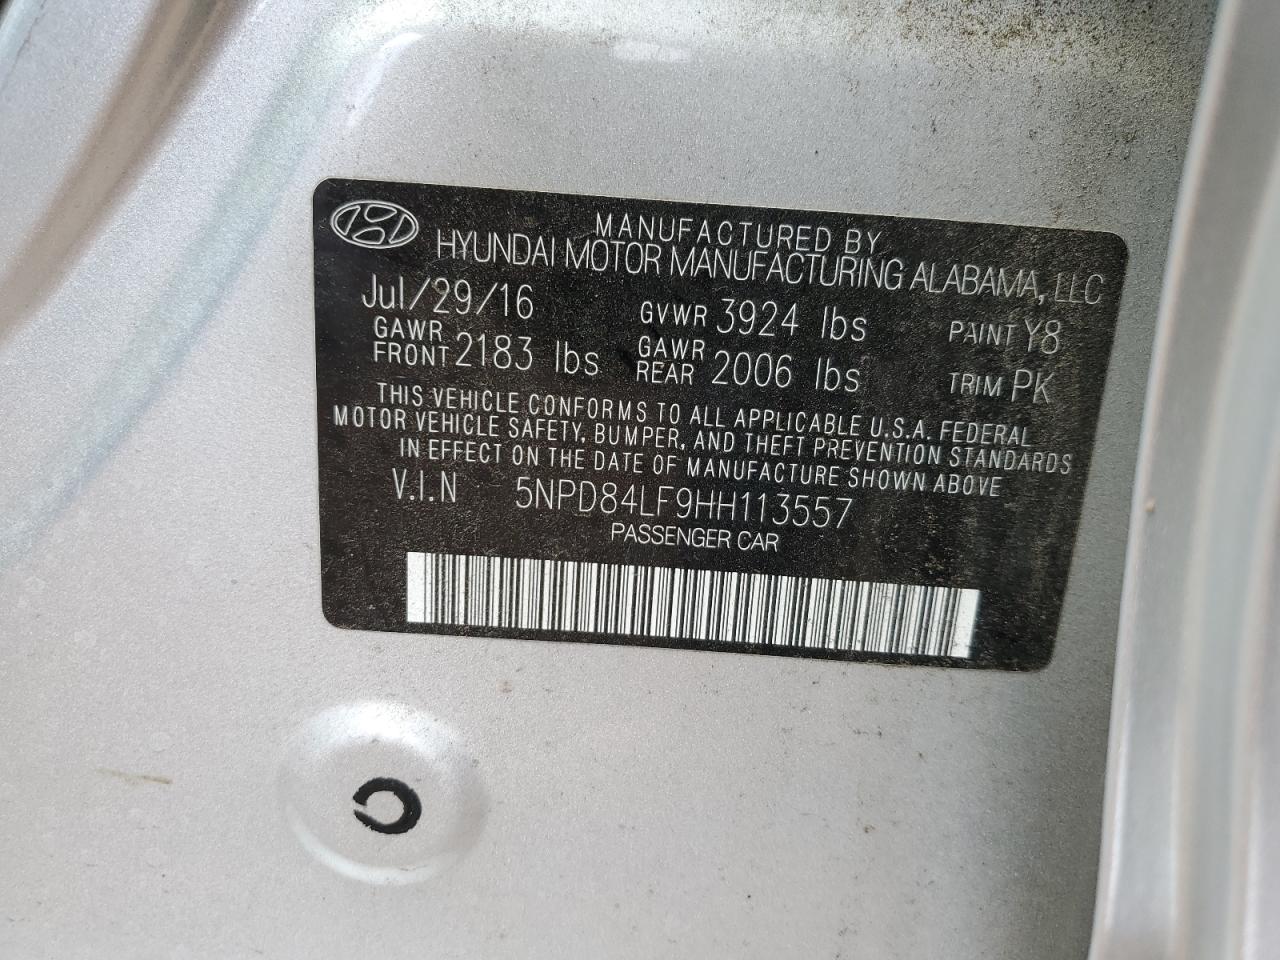 MANUFACTURED BY
HYUNDAI MOTOR MANUFACTURING ALABAMA, LLC
Jul/29/16 GVWR 3924 lbs PAINT Y8
GAWR FRONT 2183 lbs GAWR REAR 2006 lbs TRIM PK
THIS VEHICLE CONFORMS TO ALL APPLICABLE U.S.A. FEDERAL
MOTOR VEHICLE SAFETY, BUMPER, AND THEFT PREVENTION STANDARDS
IN EFFECT ON THE DATE OF MANUFACTURE SHOWN ABOVE
V.I.N 5NPD84LF9HH113557
PASSENGER CAR